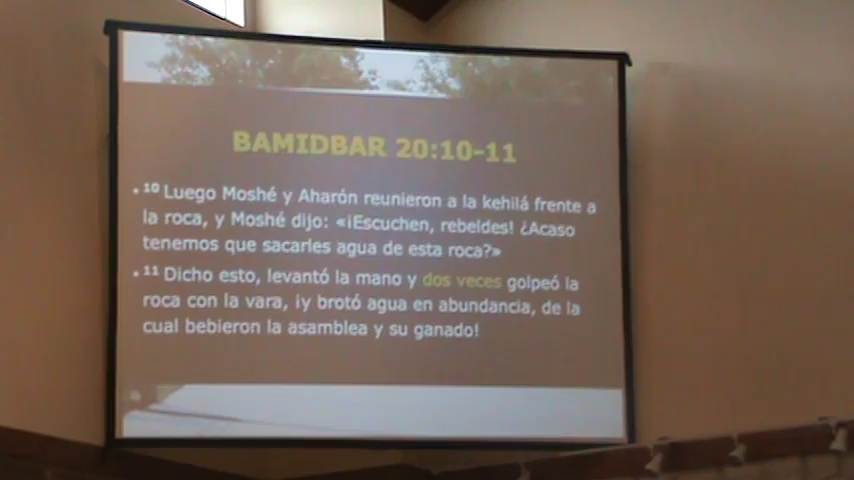 BAMIDBAR 20:10-11
. 10 Luego Moshé y Aharón reunieron a la kehilá frente a
la roca, y Moshé dijo: «¡Escuchen, rebeldes! ¿Acaso
tenemos que sacarles agua de esta roca?»
. 11 Dicho esto, levantó la mano y dos veces golpeó la
roca con la vara, ¡y brotó agua en abundancia, de la
cual bebieron la asamblea y su ganado!